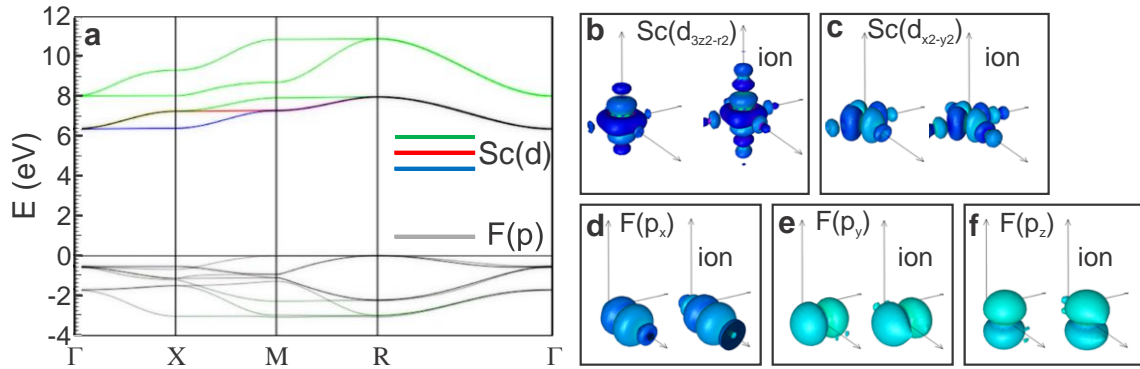 a
E (eV)
12
10
8
6
4
2
0
-2
-4
Γ X M R Γ
Sc(d)
F(p)
b Sc(d3z2-r2)
ion
c Sc(dx2-y2)
ion
d F(px)
ion
e F(py)
ion
f F(pz)
ion